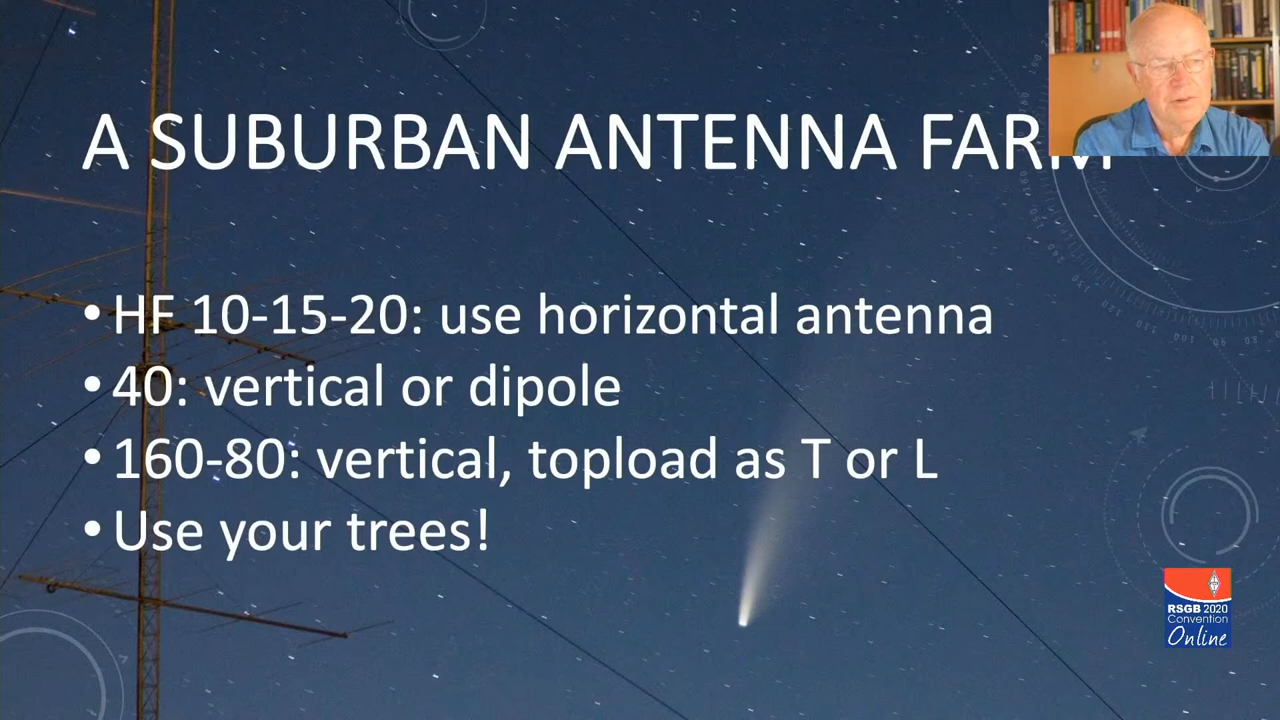 A SUBURBAN ANTENNA FARM
• HF 10-15-20: use horizontal antenna
• 40: vertical or dipole
• 160-80: vertical, topload as T or L
• Use your trees!
RSGB 2020
Convention
Online